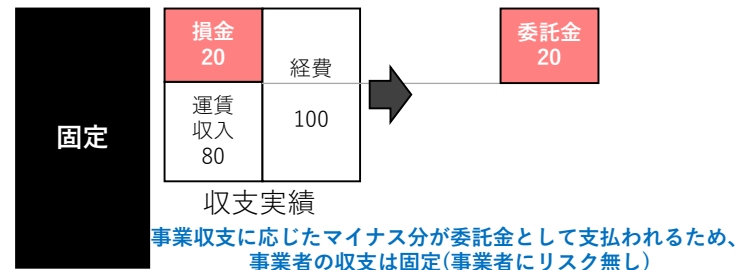 固定
損金
20
運賃
収入
80
経費
100
委託金
20
収支実績
事業収支に応じたマイナス分が委託金として支払われるため、
事業者の収支は固定(事業者にリスク無し)